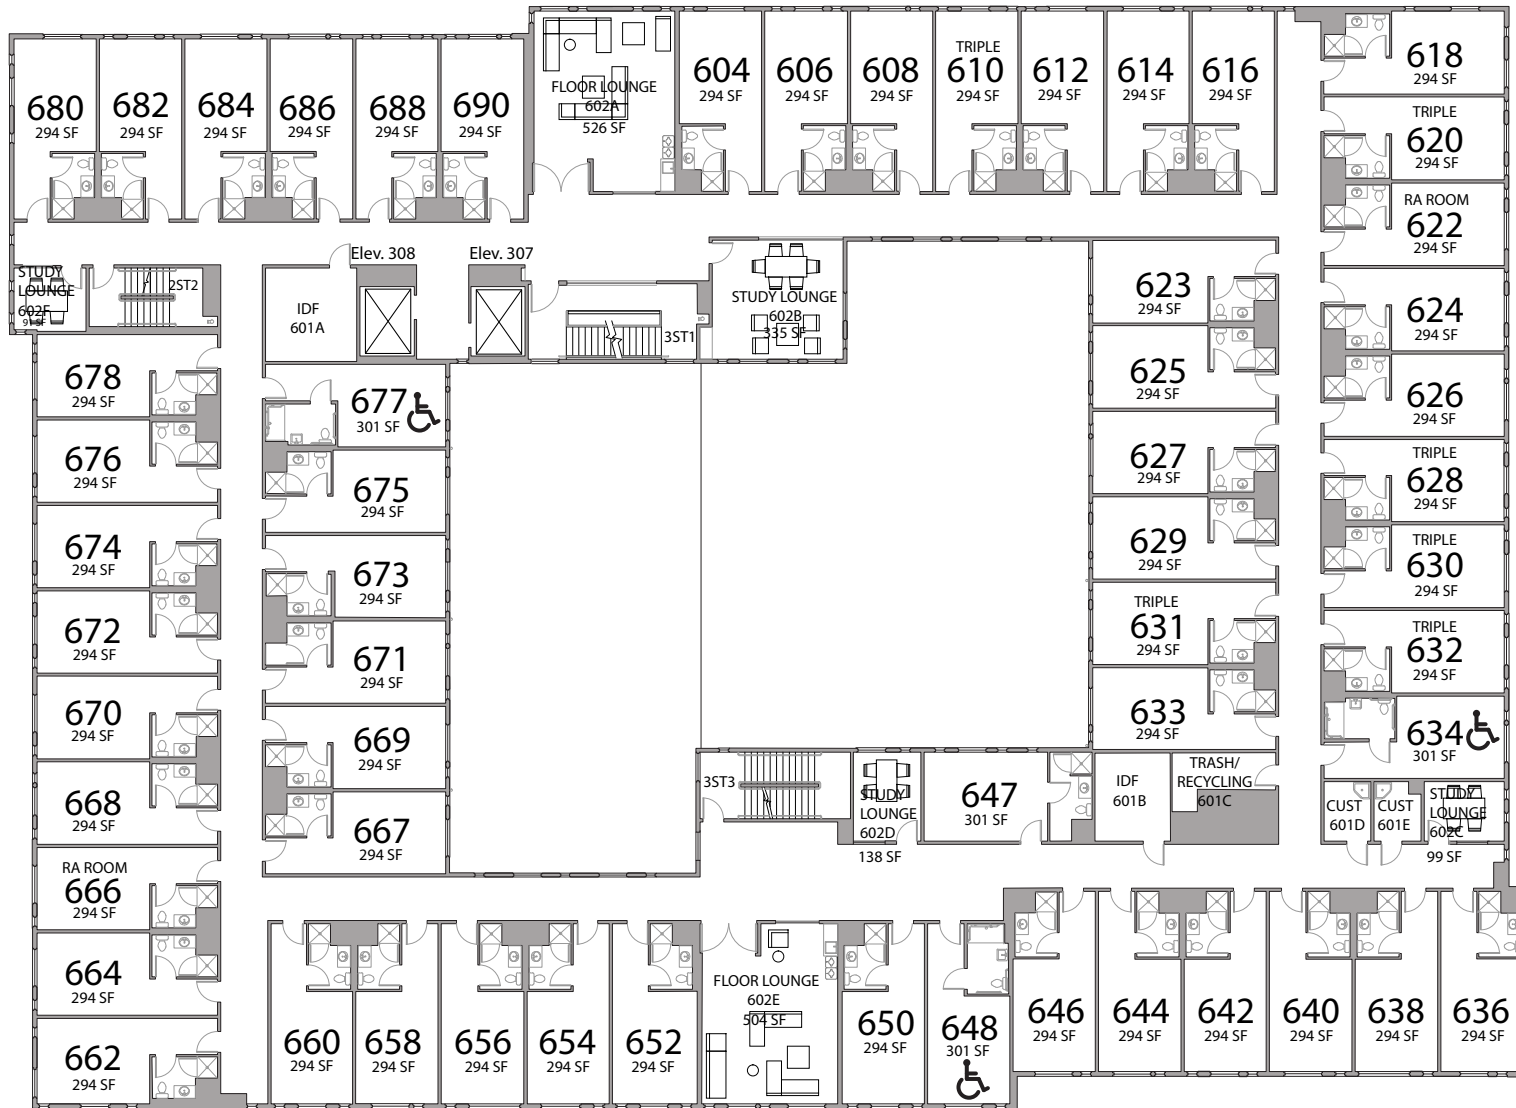 680
294 SF
682
294 SF
684
294 SF
686
294 SF
688
294 SF
690
294 SF
FLOOR LOUNGE
602A
526 SF
604
294 SF
606
294 SF
608
294 SF
TRIPLE
610
294 SF
612
294 SF
614
294 SF
616
294 SF
618
294 SF
TRIPLE
620
294 SF
RA ROOM
622
294 SF
624
294 SF
626
294 SF
TRIPLE
628
294 SF
TRIPLE
630
294 SF
TRIPLE
632
294 SF
634
301 SF
STUDY
LOUNGE
602F
91 SF
2ST2
IDF
601A
Elev. 308
Elev. 307
3ST1
STUDY LOUNGE
602B
335 SF
623
294 SF
625
294 SF
627
294 SF
629
294 SF
TRIPLE
631
294 SF
633
294 SF
678
294 SF
676
294 SF
674
294 SF
672
294 SF
670
294 SF
668
294 SF
RA ROOM
666
294 SF
664
294 SF
662
294 SF
677
301 SF
675
294 SF
673
294 SF
671
294 SF
669
294 SF
667
294 SF
3ST3
STUDY
LOUNGE
602D
138 SF
647
301 SF
IDF
601B
TRASH/
RECYCLING
601C
CUST
601D
CUST
601E
STUDY
LOUNGE
602C
99 SF
660
294 SF
658
294 SF
656
294 SF
654
294 SF
652
294 SF
FLOOR LOUNGE
602E
504 SF
650
294 SF
648
301 SF
646
294 SF
644
294 SF
642
294 SF
640
294 SF
638
294 SF
636
294 SF